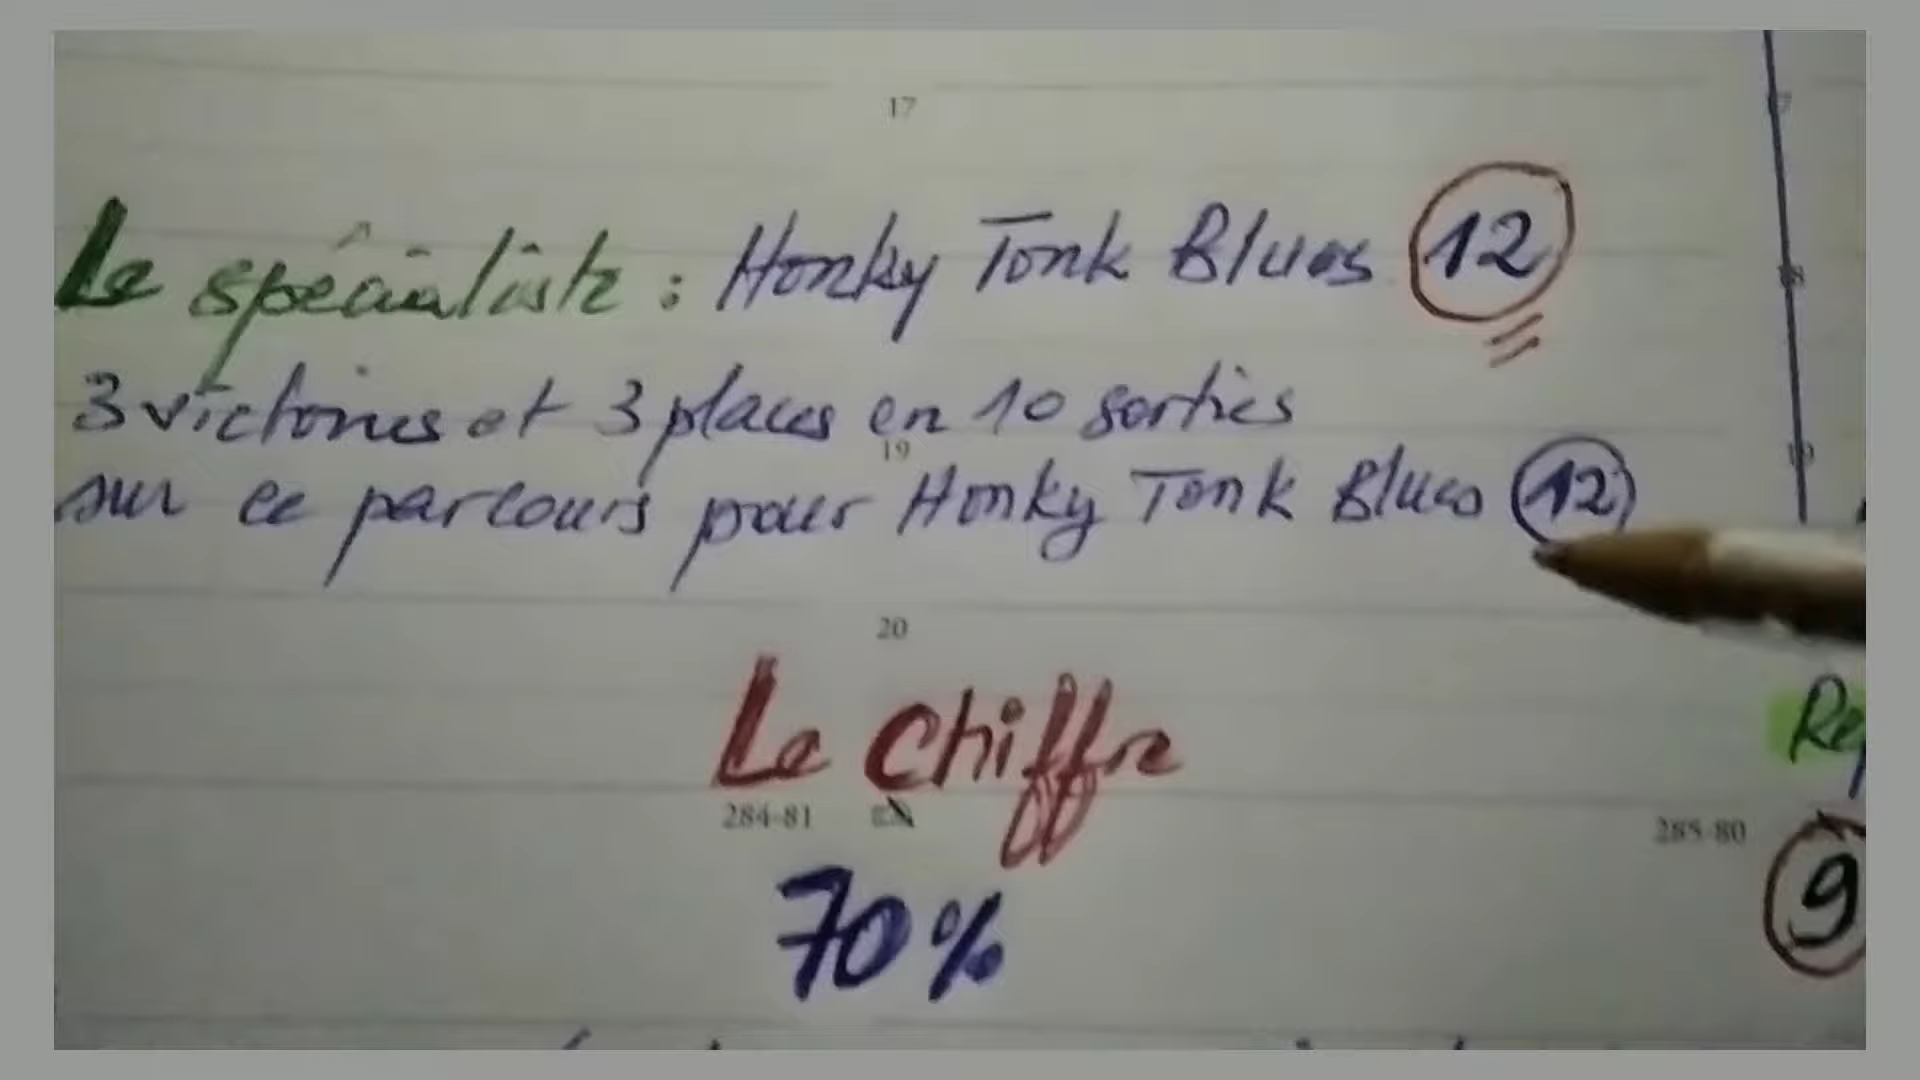 17
Le spécialiste : Honky Tonk Blues 12
3 victoires et 3 places en 10 sorties
19
sur ce parcours pour Honky Tonk Blues 12
20
Le Chiffre
284-81
285-80
70%
9